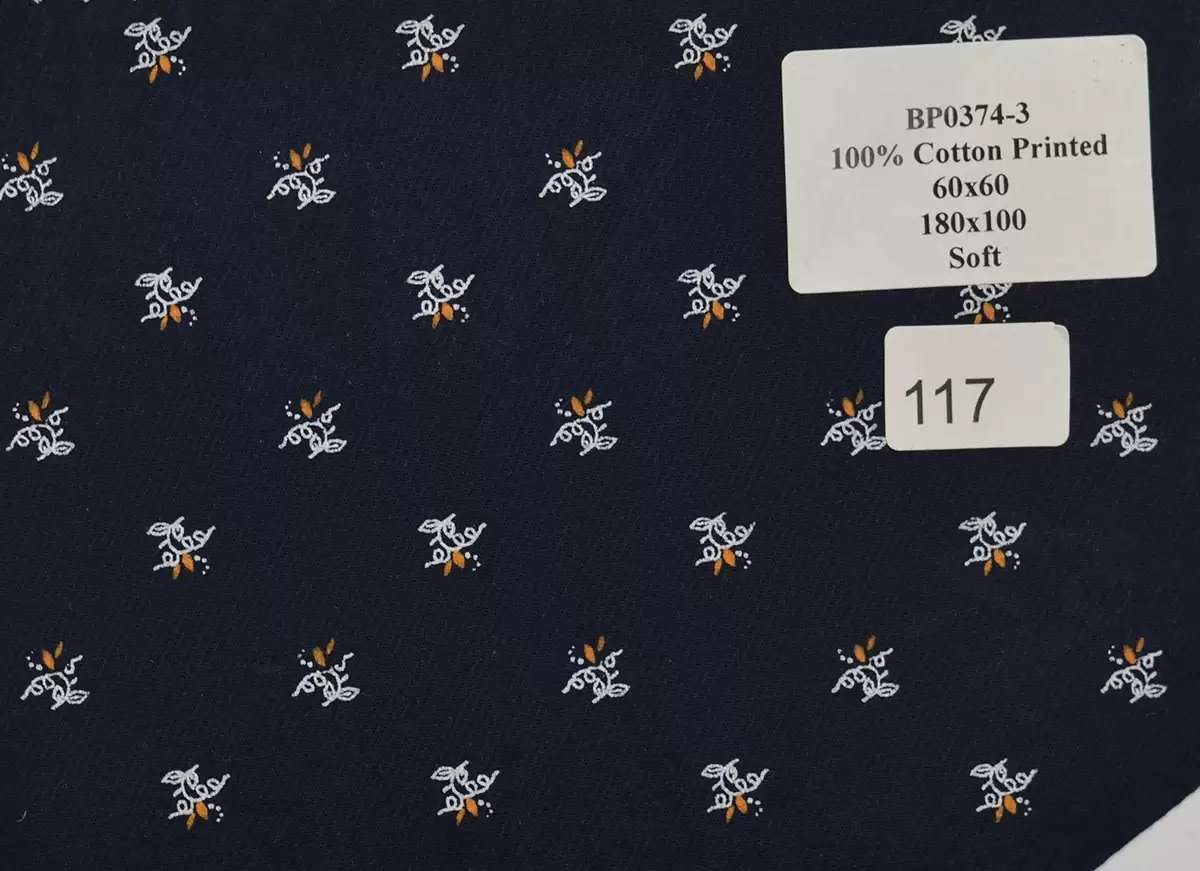 BP0374-3
100% Cotton Printed
60x60
180x100
Soft
117